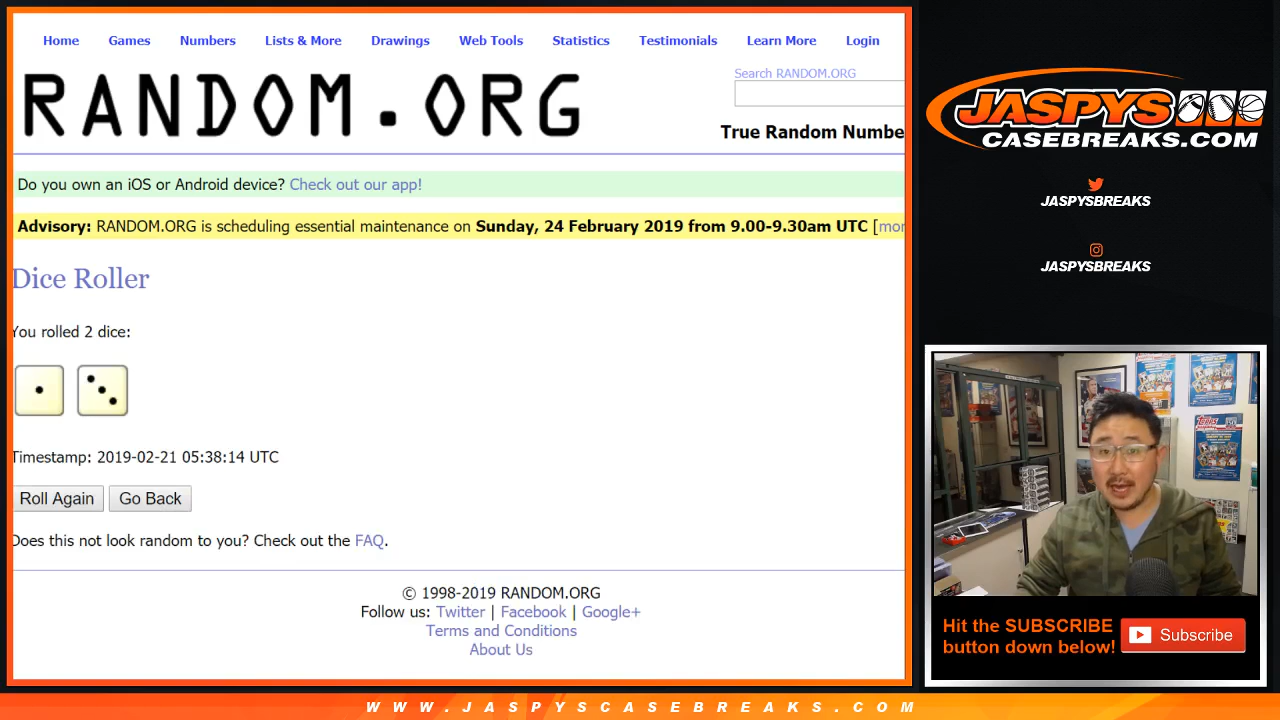 Home Games Numbers Lists & More Drawings Web Tools Statistics Testimonials Learn More Login
RANDOM.ORG
Search RANDOM.ORG
True Random Numbe
Do you own an iOS or Android device? Check out our app!
Advisory: RANDOM.ORG is scheduling essential maintenance on Sunday, 24 February 2019 from 9.00-9.30am UTC [mor
Dice Roller
You rolled 2 dice:
Timestamp: 2019-02-21 05:38:14 UTC
Roll Again Go Back
Does this not look random to you? Check out the FAQ.
© 1998-2019 RANDOM.ORG
Follow us: Twitter | Facebook | Google+
Terms and Conditions
About Us
JASPYS
CASEBREAKS.COM
JASPYSBREAKS
JASPYSBREAKS
Hit the SUBSCRIBE
button down below!
Subscribe
WWW.JASPYSCASEBREAKS.COM